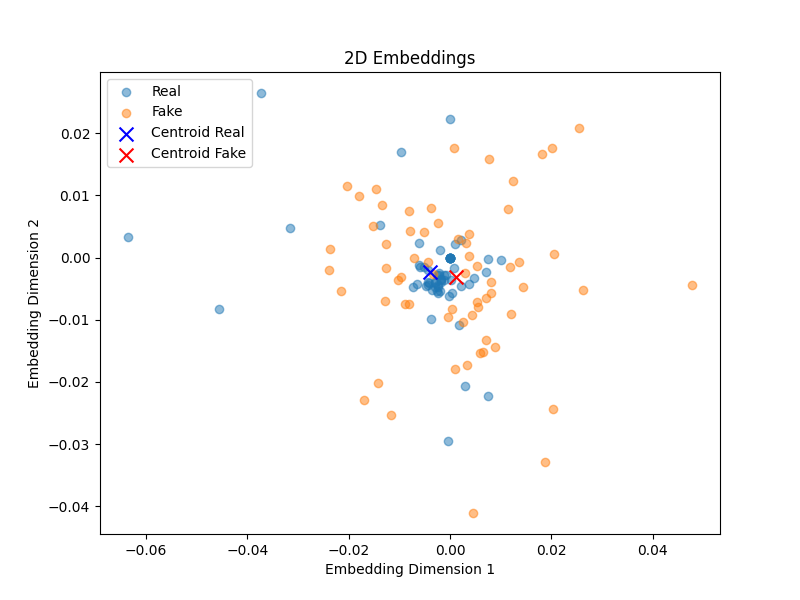 2D Embeddings
Real
Fake
Centroid Real
Centroid Fake
0.02
0.01
0.00
−0.01
−0.02
−0.03
−0.04
Embedding Dimension 2
−0.06
−0.04
−0.02
0.00
0.02
0.04
Embedding Dimension 1